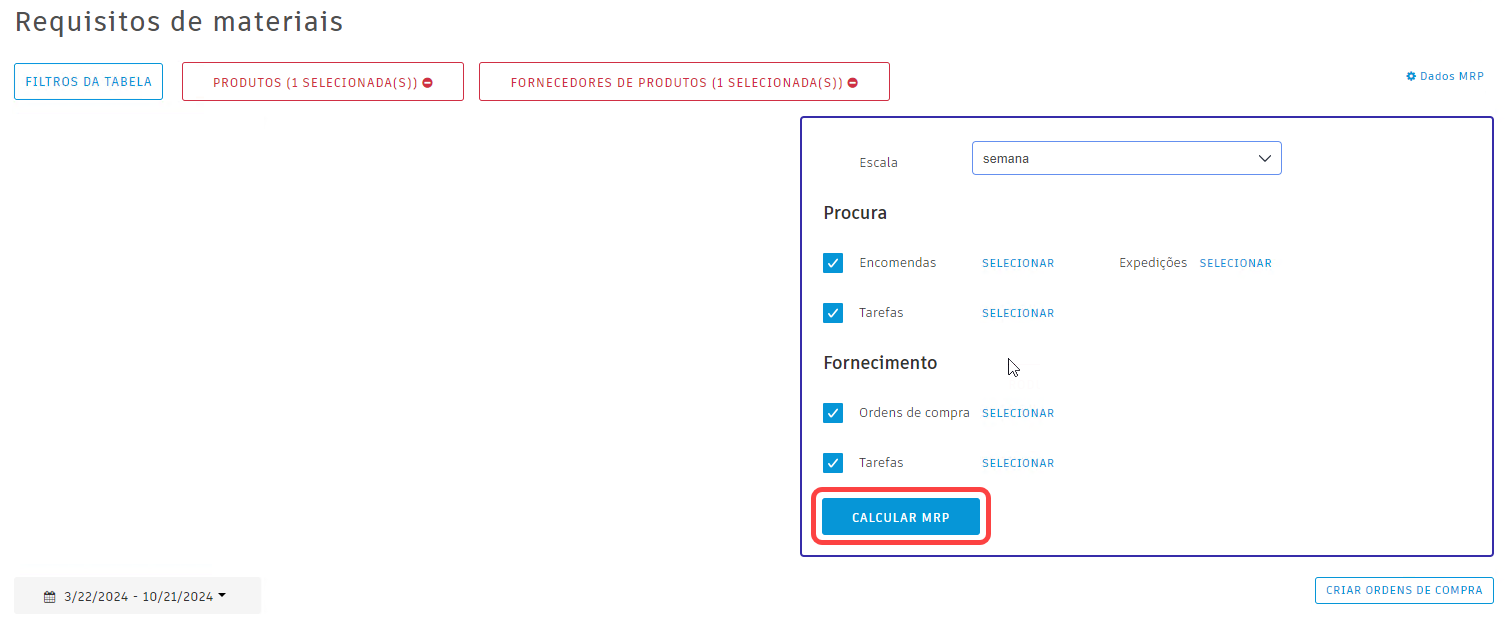 Requisitos de materiais
FILTROS DA TABELA
PRODUTOS (1 SELECIONADA(S))
FORNECEDORES DE PRODUTOS (1 SELECIONADA(S))
Dados MRP
Escala
semana
Procura
Encomendas SELECIONAR Expedições SELECIONAR
Tarefas SELECIONAR
Fornecimento
Ordens de compra SELECIONAR
Tarefas SELECIONAR
CALCULAR MRP
3/22/2024 - 10/21/2024
CRIAR ORDENS DE COMPRA